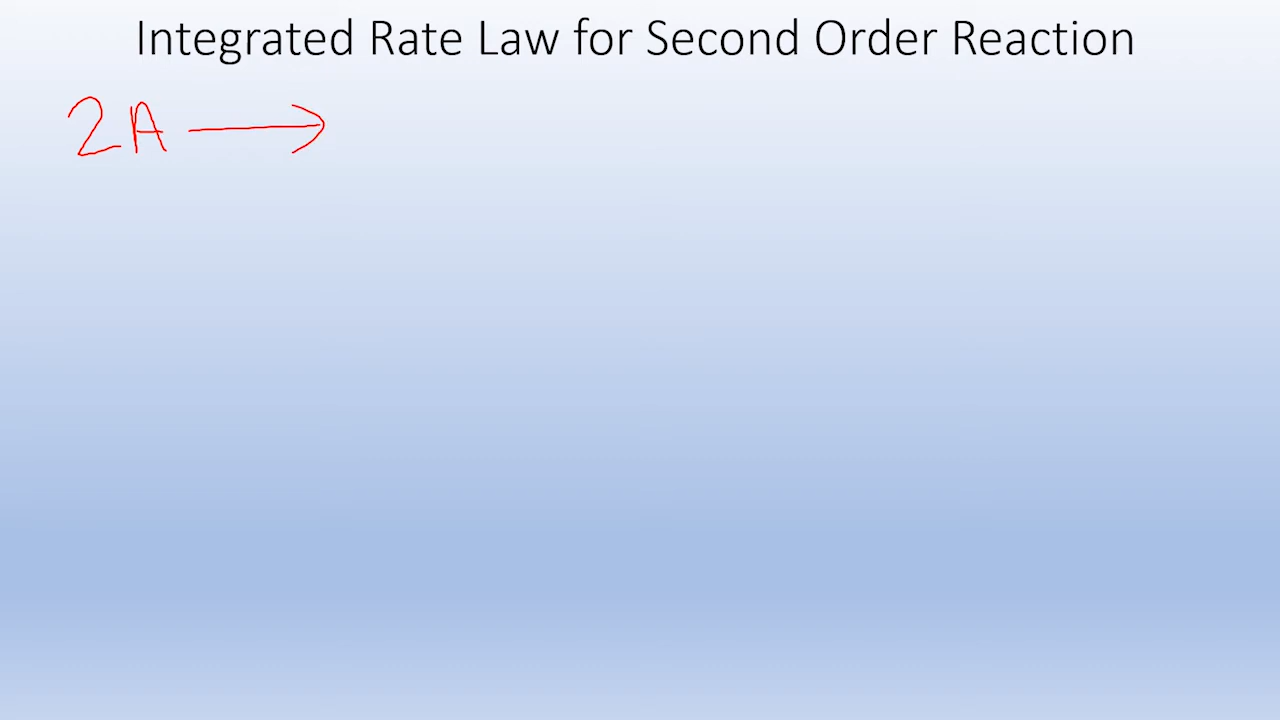 Integrated Rate Law for Second Order Reaction
2A →